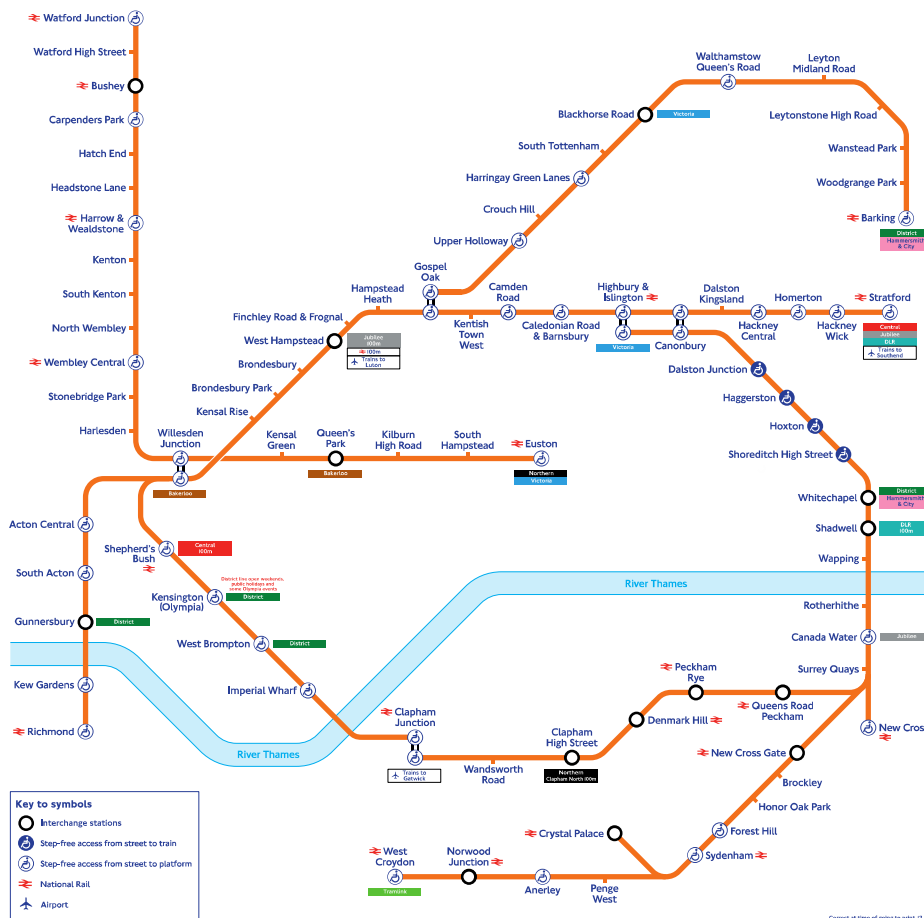 Watford Junction
Watford High Street
Bushey
Carpenders Park
Hatch End
Headstone Lane
Harrow &
Wealdstone
Kenton
South Kenton
North Wembley
Wembley Central
Stonebridge Park
Harlesden
Willesden
Junction
Bakerloo
Kensal
Green
Queen's
Park
Bakerloo
Kilburn
High Road
South
Hampstead
Euston
Northern
Victoria
Acton Central
South Acton
Gunnersbury
District
Kew Gardens
Richmond
Kensal Rise
Brondesbury Park
Brondesbury
West Hampstead
Jubilee
100m
100m
Trains to
Luton
Finchley Road & Frognal
Hampstead
Heath
Gospel
Oak
Upper Holloway
Crouch Hill
Harringay Green Lanes
South Tottenham
Blackhorse Road
Victoria
Walthamstow
Queen's Road
Leyton
Midland Road
Leytonstone High Road
Wanstead Park
Woodgrange Park
Barking
District
Hammersmith
& City
Kentish
Town
West
Camden
Road
Caledonian Road
& Barnsbury
Highbury &
Islington
Victoria
Canonbury
Dalston
Kingsland
Hackney
Central
Homerton
Hackney
Wick
Stratford
Central
Jubilee
DLR
Trains to
Southend
Dalston Junction
Haggerston
Hoxton
Shoreditch High Street
Whitechapel
District
Hammersmith
& City
Shadwell
DLR
100m
Wapping
River Thames
Rotherhithe
Canada Water
Jubilee
Surrey Quays
New Cros
Shepherd's
Bush
Central
100m
District line open weekends,
public holidays and
some Olympia events
Kensington
(Olympia)
District
West Brompton
District
Imperial Wharf
River Thames
Clapham
Junction
Trains to
Gatwick
Wandsworth
Road
Clapham
High Street
Northern
Clapham North 100m
Denmark Hill
Peckham
Rye
Queens Road
Peckham
New Cross Gate
Brockley
Honor Oak Park
Forest Hill
Sydenham
Crystal Palace
Penge
West
Anerley
Norwood
Junction
West
Croydon
Tramlink
Key to symbols
Interchange stations
Step-free access from street to train
Step-free access from street to platform
National Rail
Airport